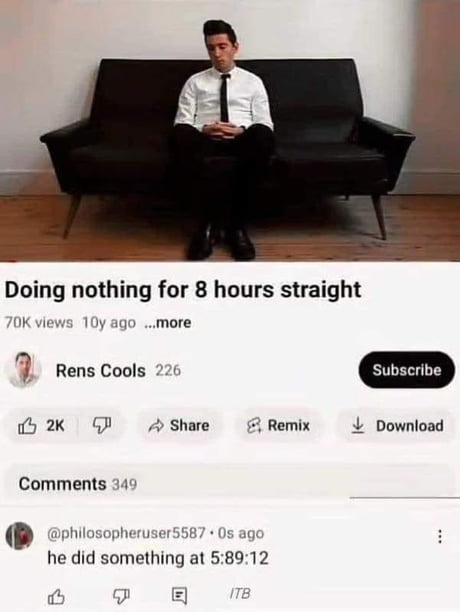 Doing nothing for 8 hours straight
70K views 10y ago ...more
Rens Cools 226 Subscribe
2K Share Remix Download
Comments 349
@philosopheruser5587 · 0s ago
he did something at 5:89:12
ITB